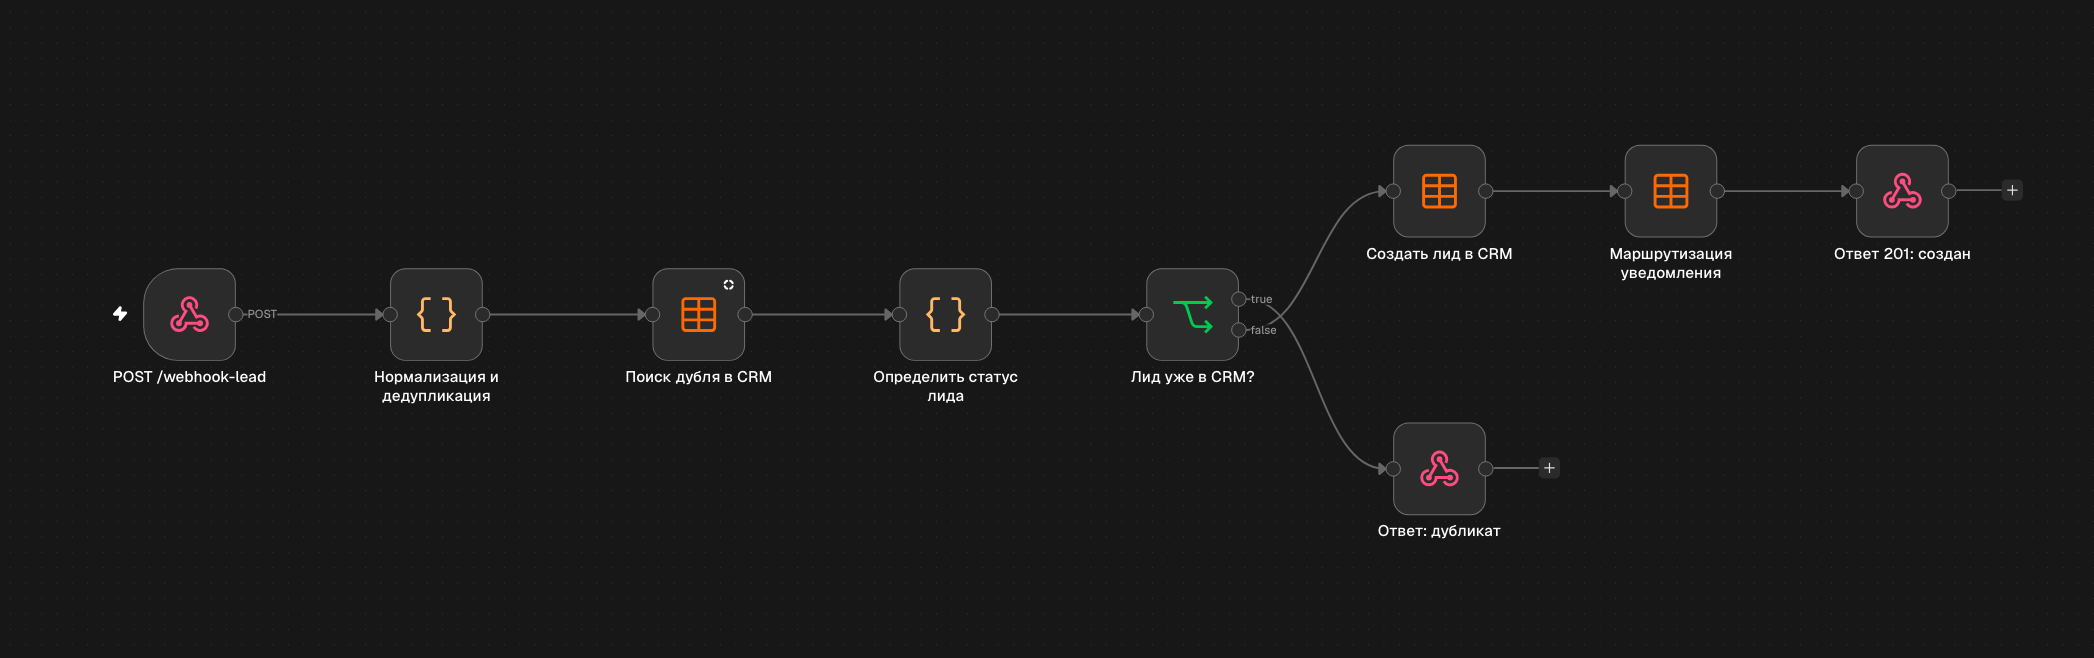 POST
POST /webhook-lead
Нормализация и
дедупликация
Поиск дубля в CRM
Определить статус
лида
true
false
Лид уже в CRM?
Создать лид в CRM
Маршрутизация
уведомления
Ответ 201: создан
Ответ: дубликат